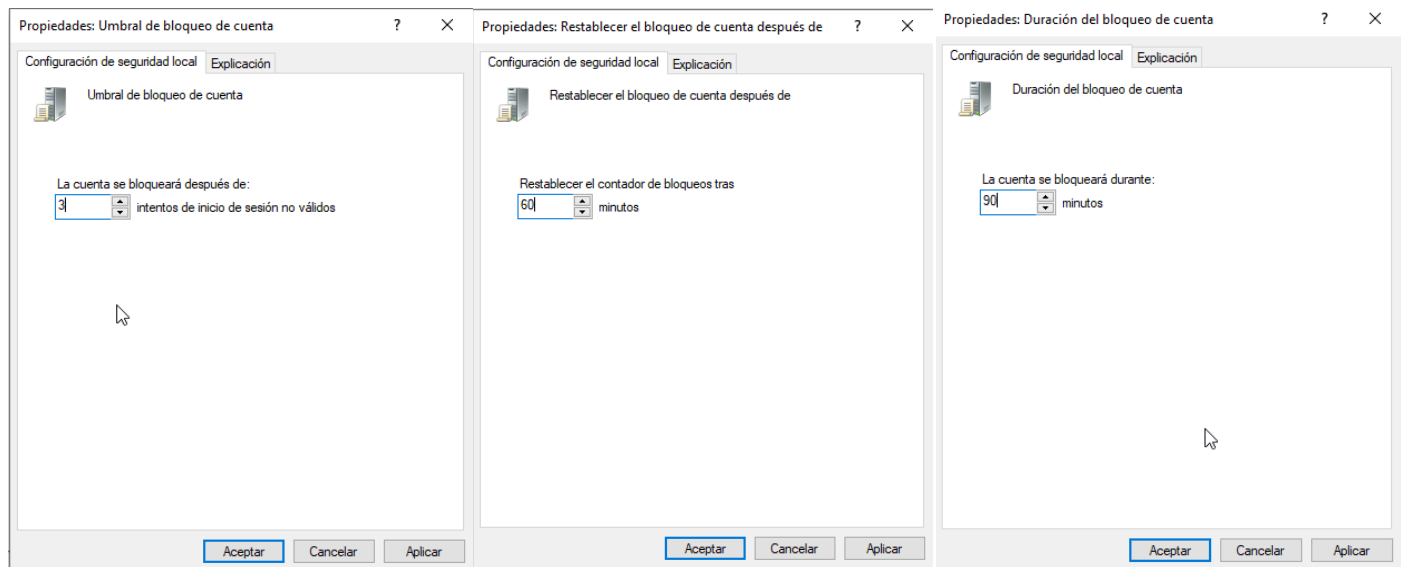 Propiedades: Umbral de bloqueo de cuenta
Configuración de seguridad local
Explicación
Umbral de bloqueo de cuenta
La cuenta se bloqueará después de:
3
intentos de inicio de sesión no válidos
Aceptar
Cancelar
Aplicar
Propiedades: Restablecer el bloqueo de cuenta después de
Configuración de seguridad local
Explicación
Restablecer el bloqueo de cuenta después de
Restablecer el contador de bloqueos tras
60
minutos
Aceptar
Cancelar
Aplicar
Propiedades: Duración del bloqueo de cuenta
Configuración de seguridad local
Explicación
Duración del bloqueo de cuenta
La cuenta se bloqueará durante:
90
minutos
Aceptar
Cancelar
Aplicar